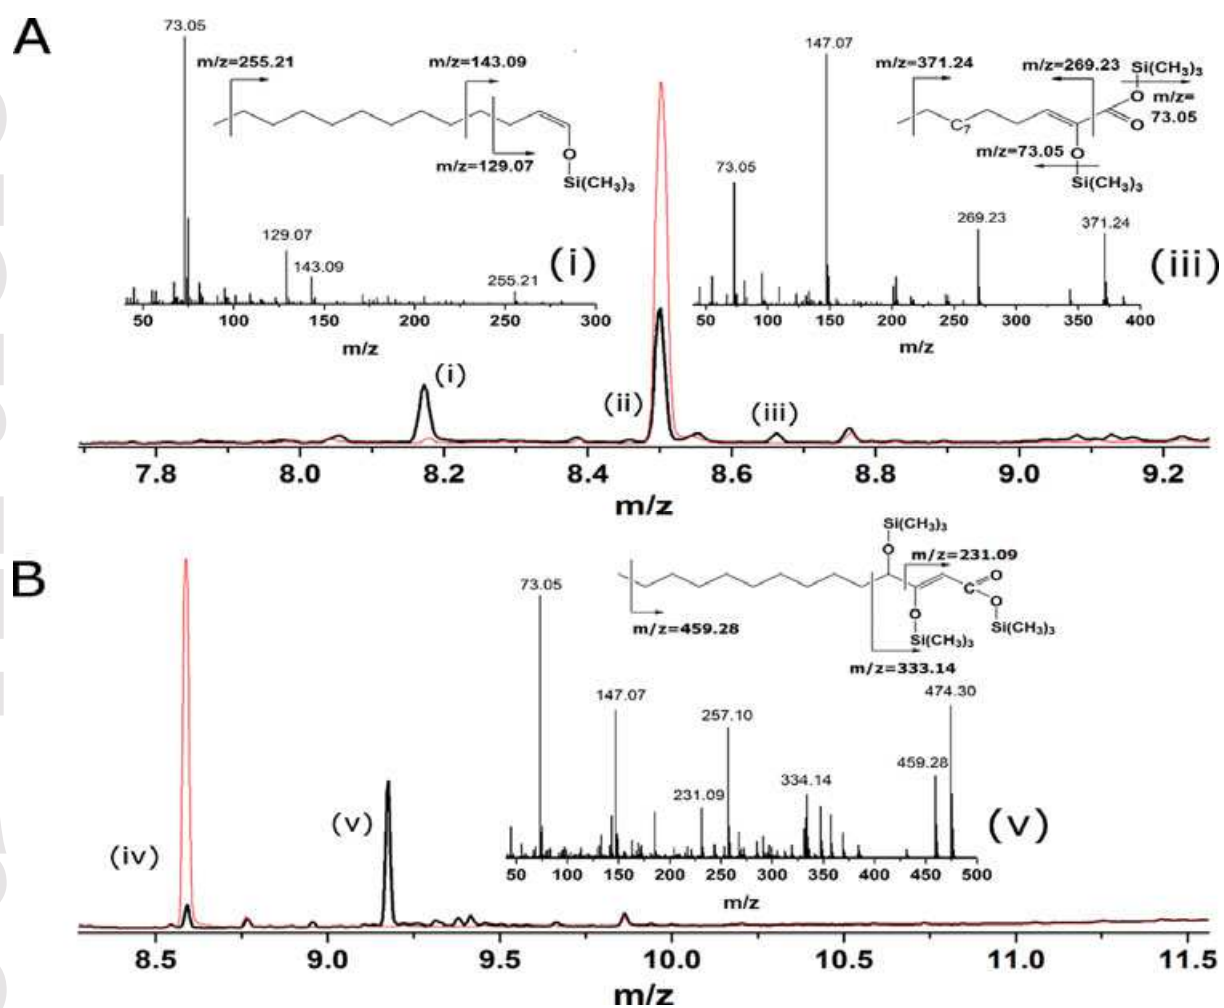 A
73.05
m/z=255.21
m/z=143.09
m/z=129.07
O
Si(CH₃)₃
129.07
143.09
255.21
(i)
50 100 150 200 250 300
m/z
147.07
m/z=371.24
m/z=269.23
Si(CH₃)₃
O
m/z=
73.05
C₇
O
m/z=73.05
O
Si(CH₃)₃
73.05
269.23
371.24
(iii)
50 100 150 200 250 300 350 400
m/z
(i)
(ii)
(iii)
7.8 8.0 8.2 8.4 8.6 8.8 9.0 9.2
m/z
B
Si(CH₃)₃
O
m/z=231.09
O
C
O
O
Si(CH₃)₃
Si(CH₃)₃
m/z=459.28
m/z=333.14
73.05
147.07
257.10
231.09
334.14
459.28
474.30
(v)
50 100 150 200 250 300 350 400 450 500
m/z
(iv)
(v)
8.5 9.0 9.5 10.0 10.5 11.0 11.5
m/z